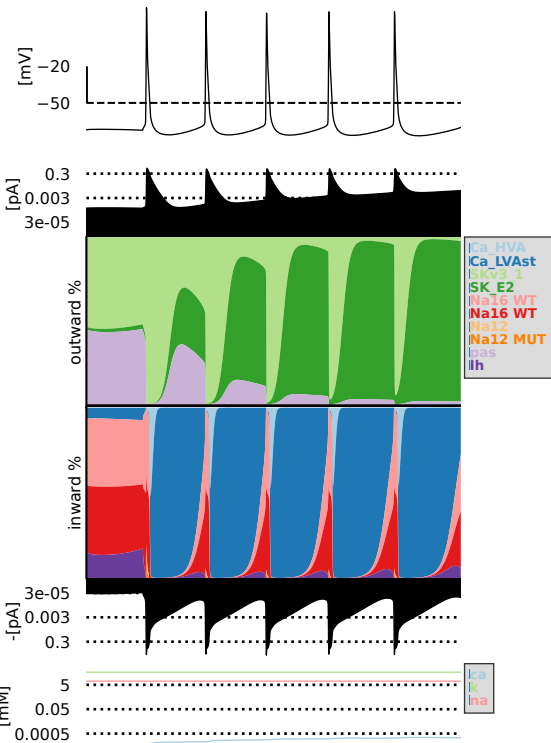 [mV]
−20
−50
[pA]
0.3
0.003
3e-05
outward %
Ca_HVA
Ca_LVAst
SKv3_1
SK_E2
Na16 WT
Na16 WT
Na12
Na12 MUT
pas
Ih
inward %
-[pA]
3e-05
0.003
0.3
[mM]
5
0.05
0.0005
ca
k
na